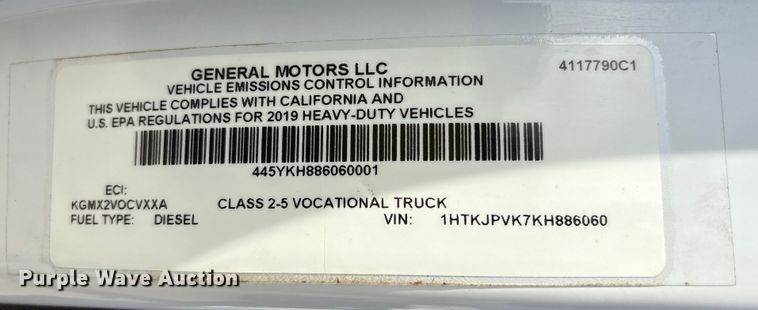 GENERAL MOTORS LLC
4117790C1
VEHICLE EMISSIONS CONTROL INFORMATION
THIS VEHICLE COMPLIES WITH CALIFORNIA AND
U.S. EPA REGULATIONS FOR 2019 HEAVY-DUTY VEHICLES
445YKH886060001
ECI:
KGMX2VOCVXXA
CLASS 2-5 VOCATIONAL TRUCK
FUEL TYPE: DIESEL
VIN: 1HTKJPVK7KH886060
Purple Wave Auction